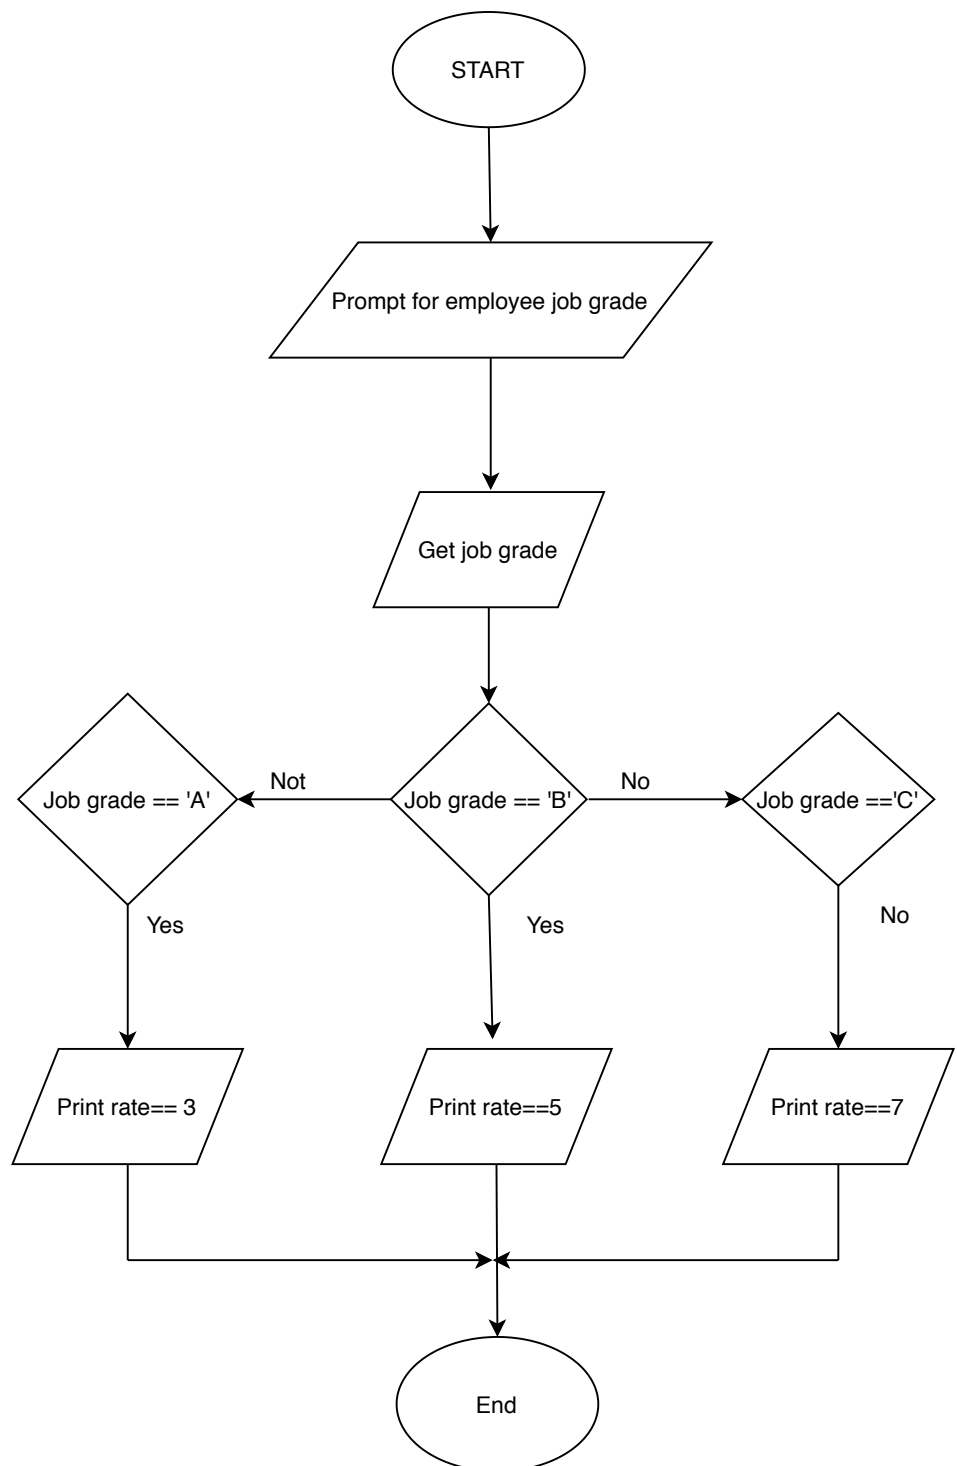 START
Prompt for employee job grade
Get job grade
Not
No
Job grade == 'A'
Job grade == 'B'
Job grade =='C'
Yes
Yes
No
Print rate== 3
Print rate==5
Print rate==7
End